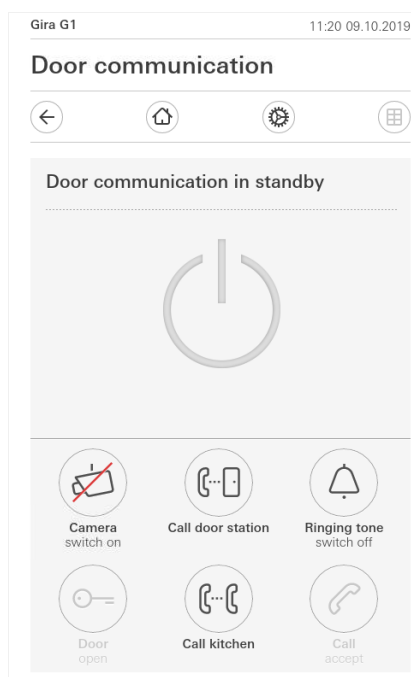 Gira G1
11:20 09.10.2019
Door communication
Door communication in standby
Camera
switch on
Call door station
Ringing tone
switch off
Door
open
Call kitchen
Call
accept